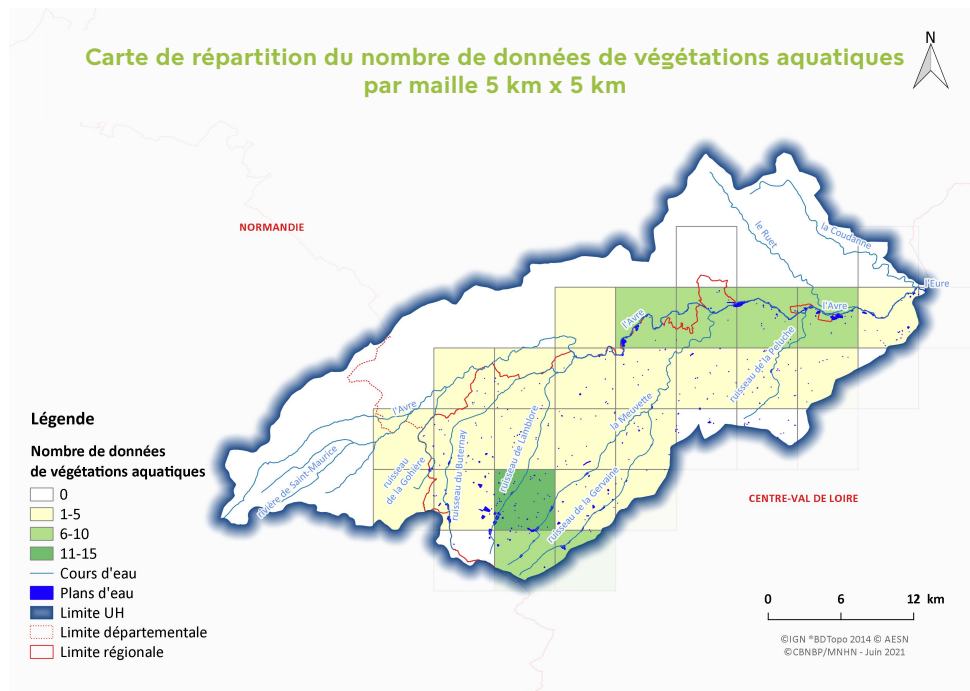 Carte de répartition du nombre de données de végétations aquatiques
par maille 5 km x 5 km
N
NORMANDIE
le Ruet
la Coudanne
l'Eure
l'Avre
l'Avre
ruisseau de la Peluche
la Meuvette
l'Avre
ruisseau de Lamblore
ruisseau du Buternay
ruisseau
de la Gohière
rivière de Saint-Maurice
ruisseau de la Gervaine
CENTRE-VAL DE LOIRE
Légende
Nombre de données
de végétations aquatiques
0
1-5
6-10
11-15
Cours d'eau
Plans d'eau
Limite UH
Limite départementale
Limite régionale
0 6 12 km
©IGN ®BDTopo 2014 © AESN
©CBNBP/MNHN - Juin 2021